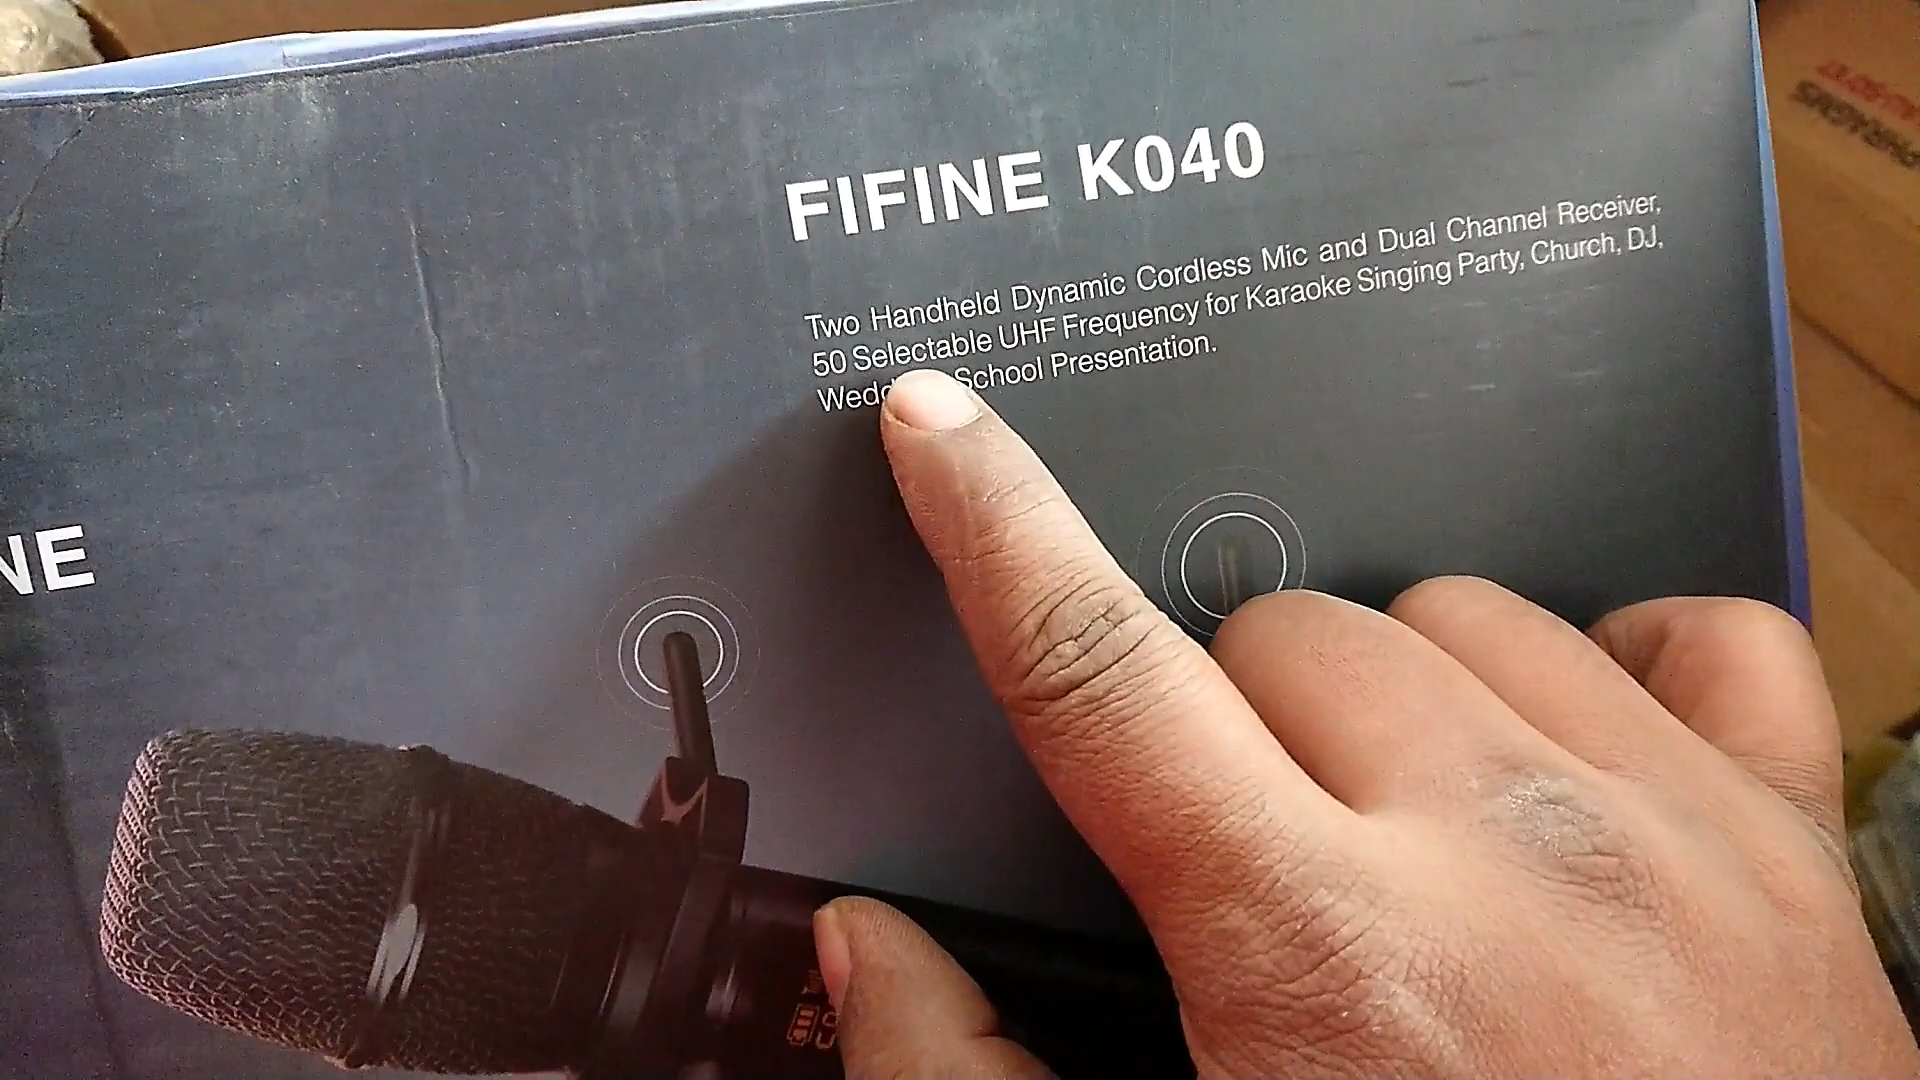 FIFINE K040
Two Handheld Dynamic Cordless Mic and Dual Channel Receiver,
50 Selectable UHF Frequency for Karaoke Singing Party, Church, DJ,
School Presentation.
NE